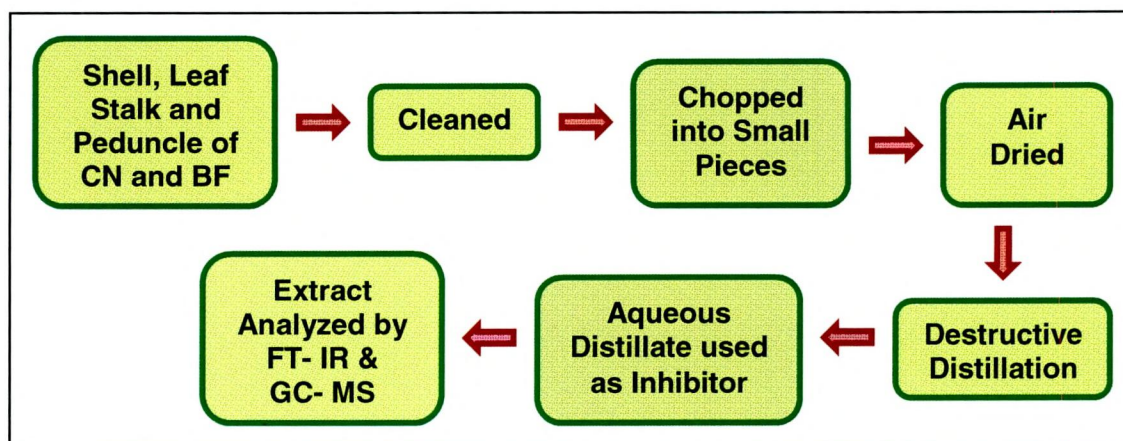 Shell, Leaf
Stalk and
Peduncle of
CN and BF
Cleaned
Chopped
into Small
Pieces
Air
Dried
Destructive
Distillation
Aqueous
Distillate used
as Inhibitor
Extract
Analyzed by
FT- IR &
GC- MS